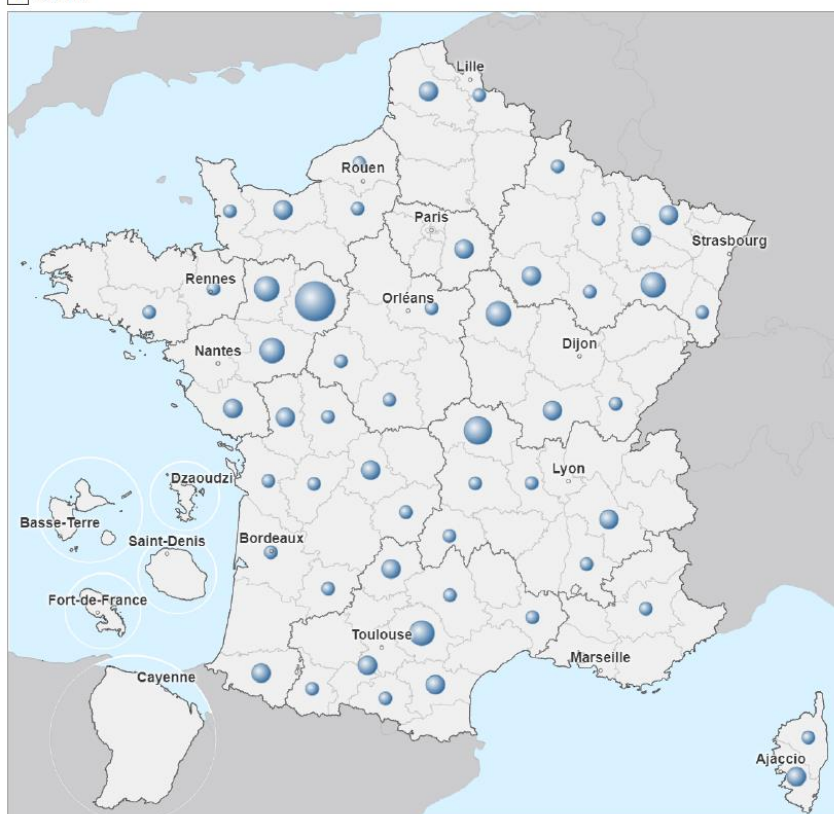 Lille
Rouen
Paris
Strasbourg
Rennes
Orléans
Nantes
Dijon
Lyon
Dzaoudzi
Basse-Terre
Saint-Denis
Bordeaux
Fort-de-France
Toulouse
Marseille
Cayenne
Ajaccio